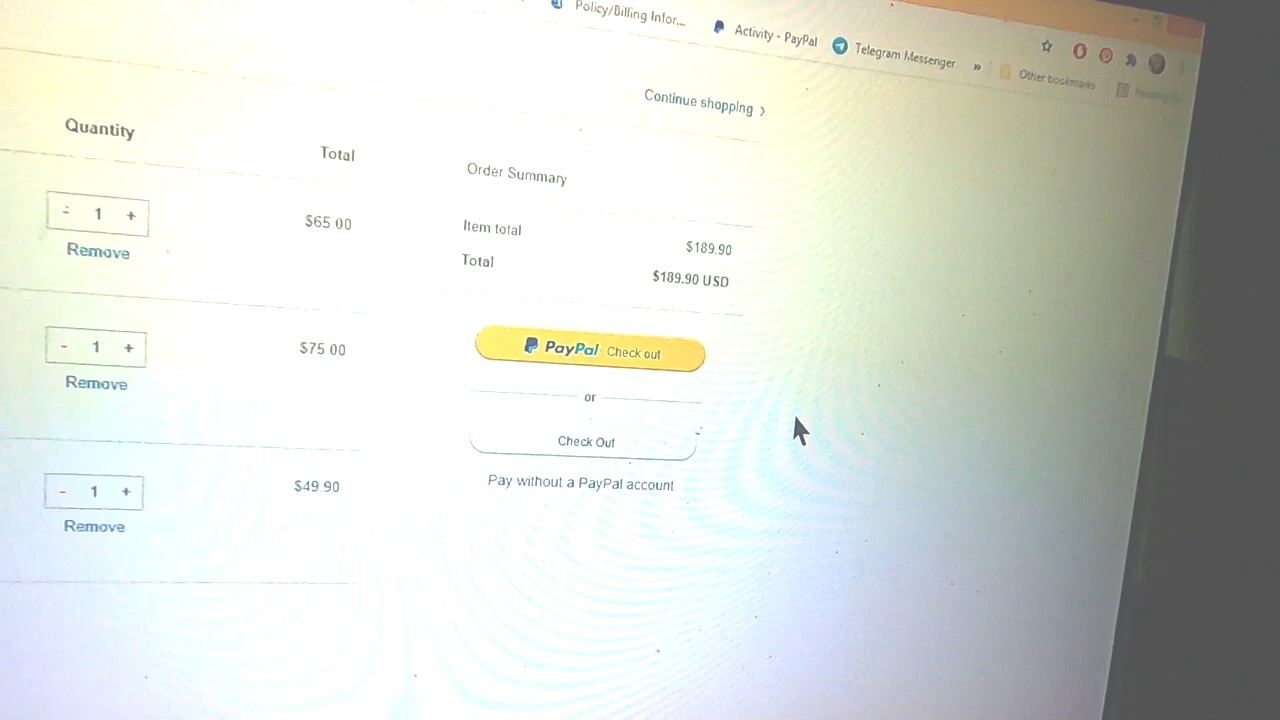 Policy/Billing Infor...
Activity - PayPal
Telegram Messenger
»
Other bookmarks
Continue shopping >
Quantity
Total
Order Summary
- 1 +
$65.00
Remove
Item total
$189.90
Total
$189.90 USD
- 1 +
$75.00
Remove
PayPal Check out
or
Check Out
- 1 +
$49.90
Remove
Pay without a PayPal account